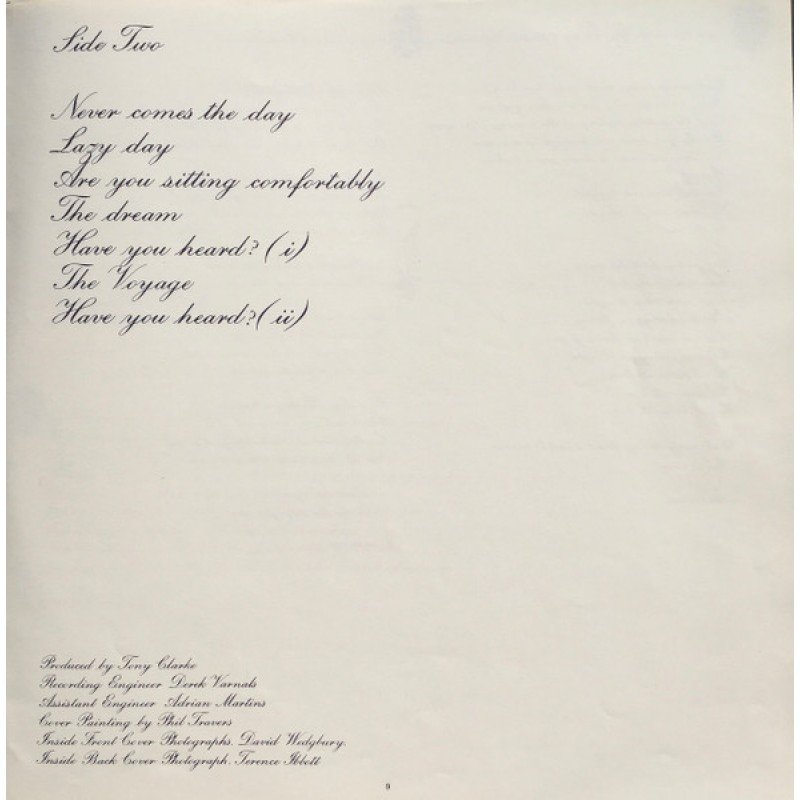 Side Two
Never comes the day
Lazy day
Are you sitting comfortably
The dream
Have you heard? (i)
The Voyage
Have you heard? (ii)
Produced by Tony Clarke
Recording Engineer Derek Varnals
Assistant Engineer Adrian Martins
Cover Painting by Phil Travers
Inside Front Cover Photographs. David Wedgbury.
Inside Back Cover Photograph. Terence Ibbott
9